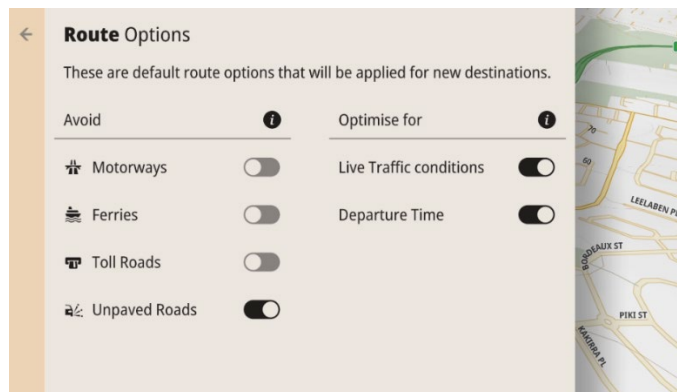 Route Options
These are default route options that will be applied for new destinations.
Avoid
Optimise for
Motorways
Live Traffic conditions
Ferries
Departure Time
Toll Roads
Unpaved Roads
70
60
LEELABEN PL
BORDEAUX ST
PIKI ST
KAKIRRA PL